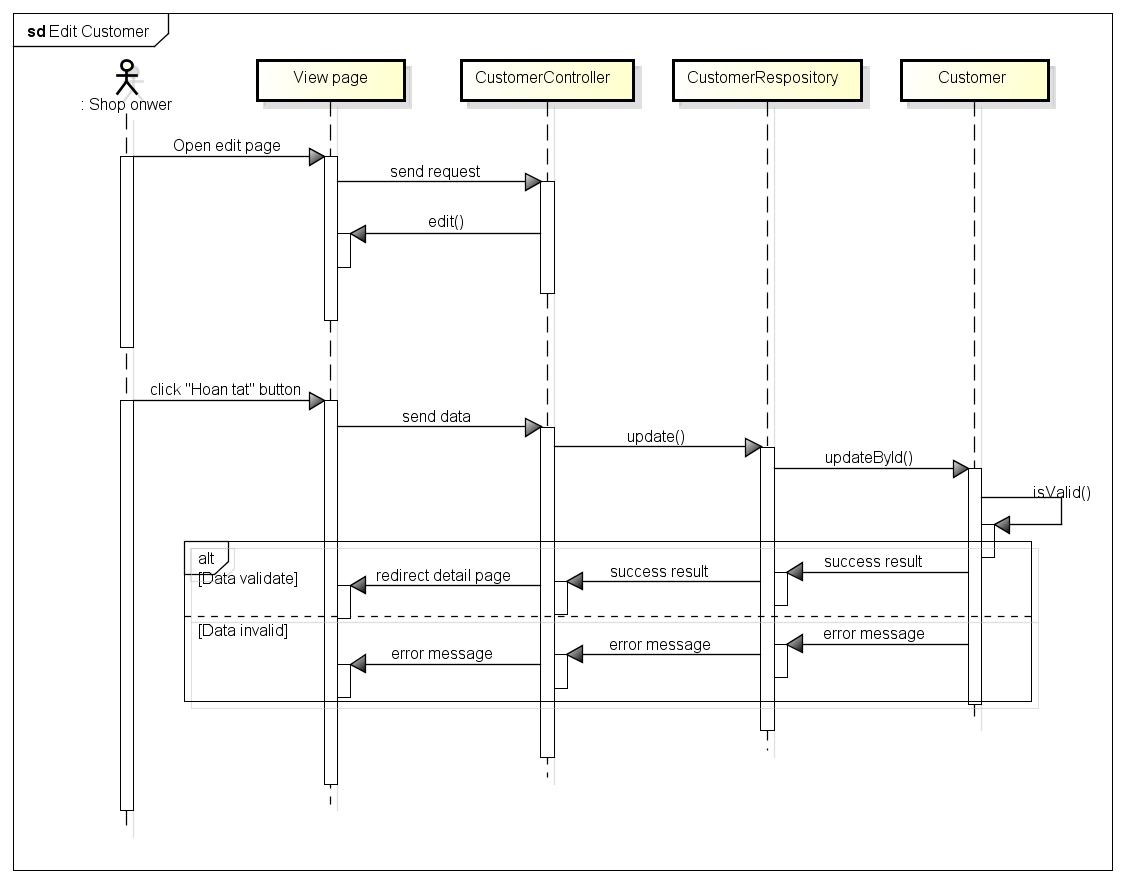 sd Edit Customer
View page
CustomerController
CustomerRespository
Customer
: Shop onwer
Open edit page
send request
edit()
click "Hoan tat" button
send data
update()
updateById()
isValid()
alt
[Data validate]
redirect detail page
success result
success result
[Data invalid]
error message
error message
error message